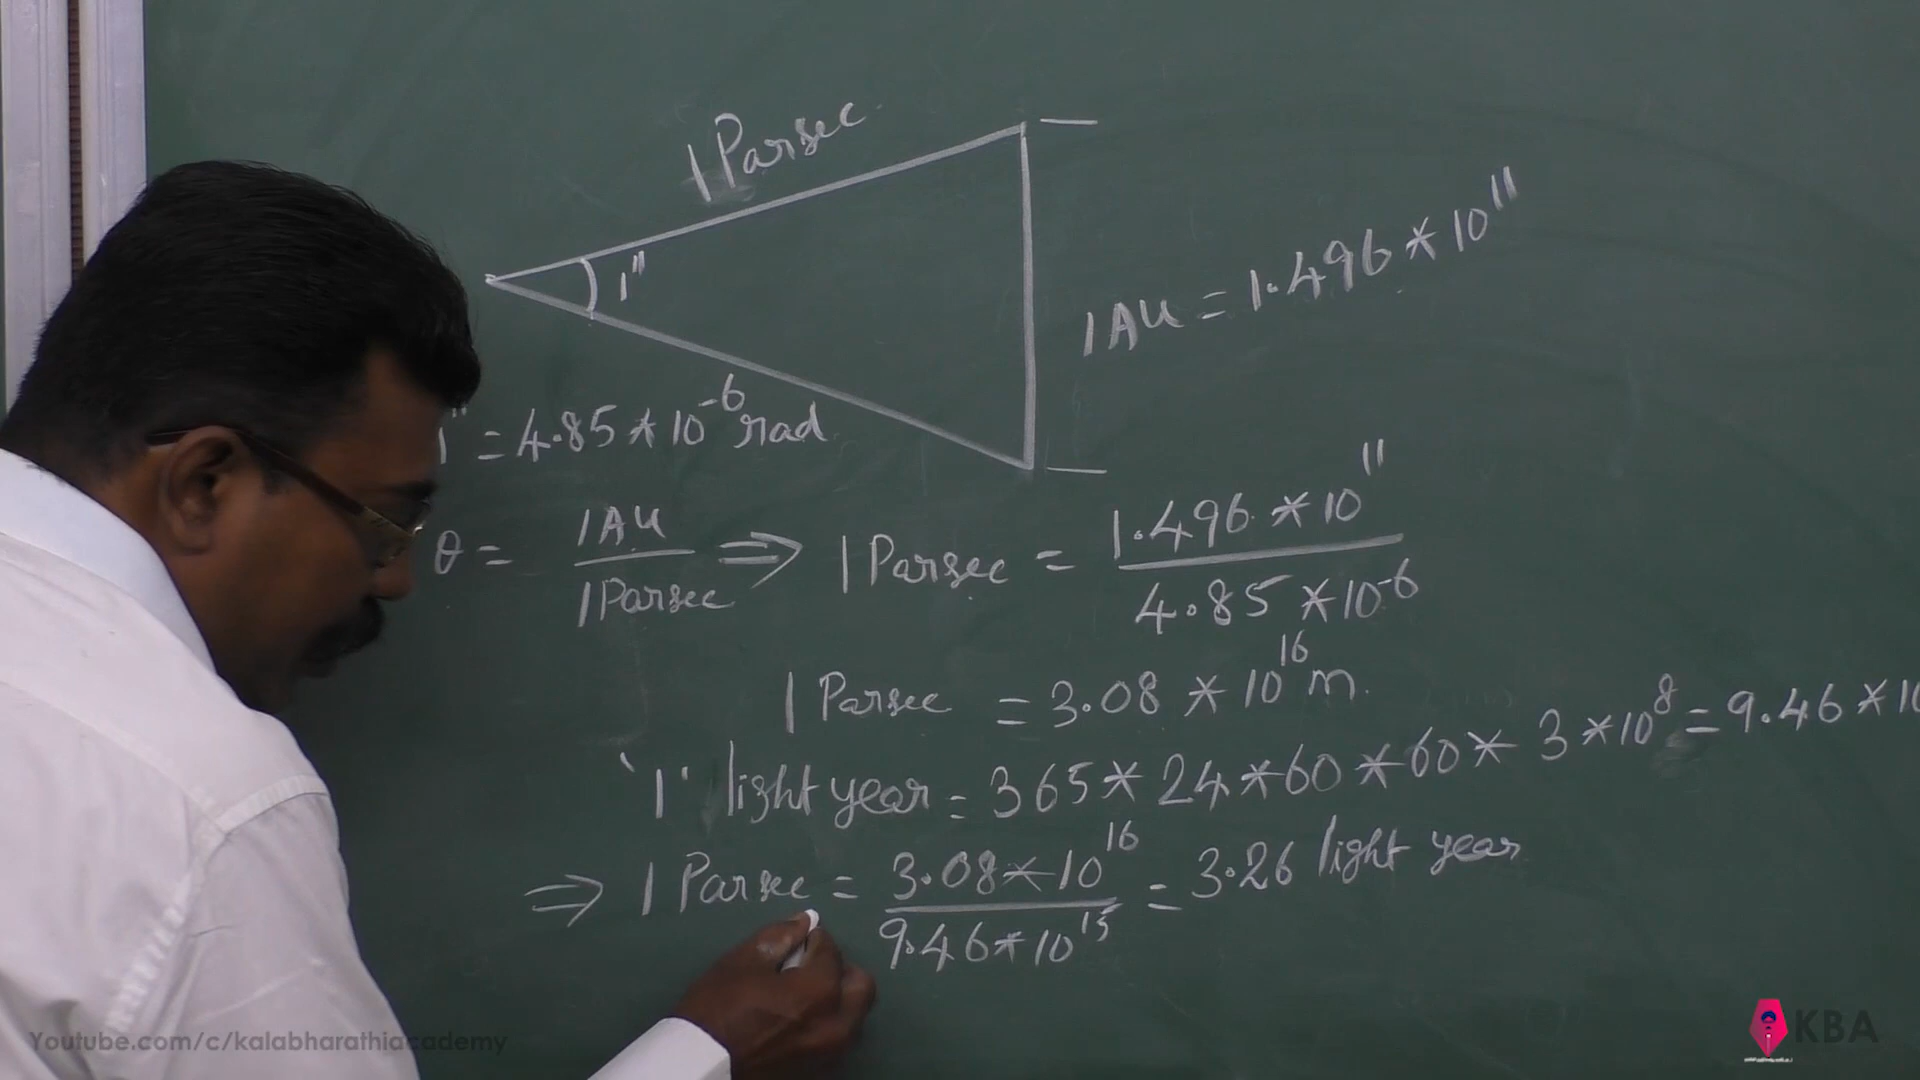 1 Parsec
1"
1 AU = 1.496 * 10^11
1" = 4.85 * 10^-6 rad
θ = 1AU / 1Parsec ⇒ 1 Parsec = 1.496 * 10^11 / 4.85 * 10^-6
1 Parsec = 3.08 * 10^16 m.
'1' light year = 365 * 24 * 60 * 60 * 3 * 10^8 = 9.46 * 10
⇒ 1 Parsec = 3.08 * 10^16 / 9.46 * 10^15 = 3.26 light year
Youtube.com/c/kalabharathiacademy
KBA